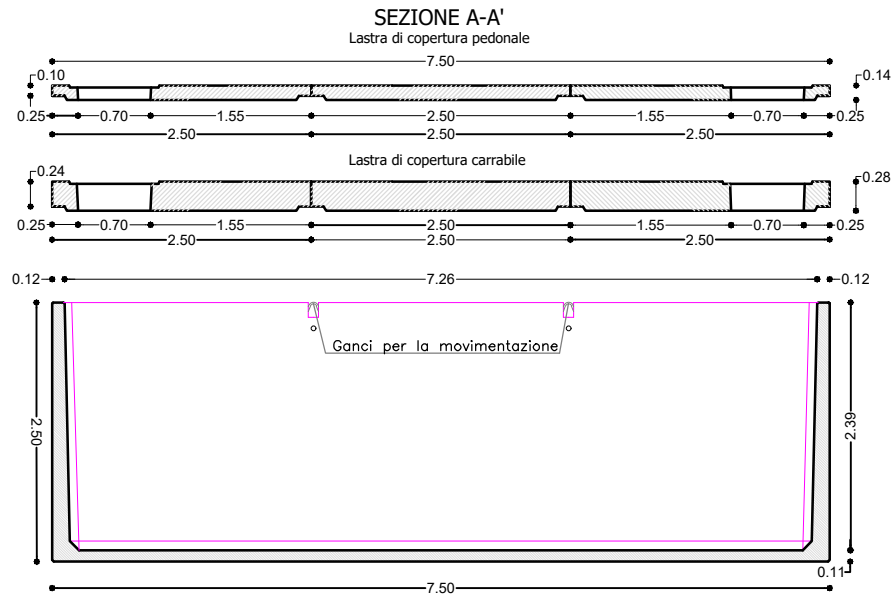 SEZIONE A-A'
Lastra di copertura pedonale
7.50
0.10
0.14
0.25 0.70 1.55 2.50 1.55 0.70 0.25
2.50 2.50 2.50
Lastra di copertura carrabile
0.24
0.28
0.25 0.70 1.55 2.50 1.55 0.70 0.25
2.50 2.50 2.50
0.12 7.26 0.12
Ganci per la movimentazione
2.50
2.39
0.11
7.50